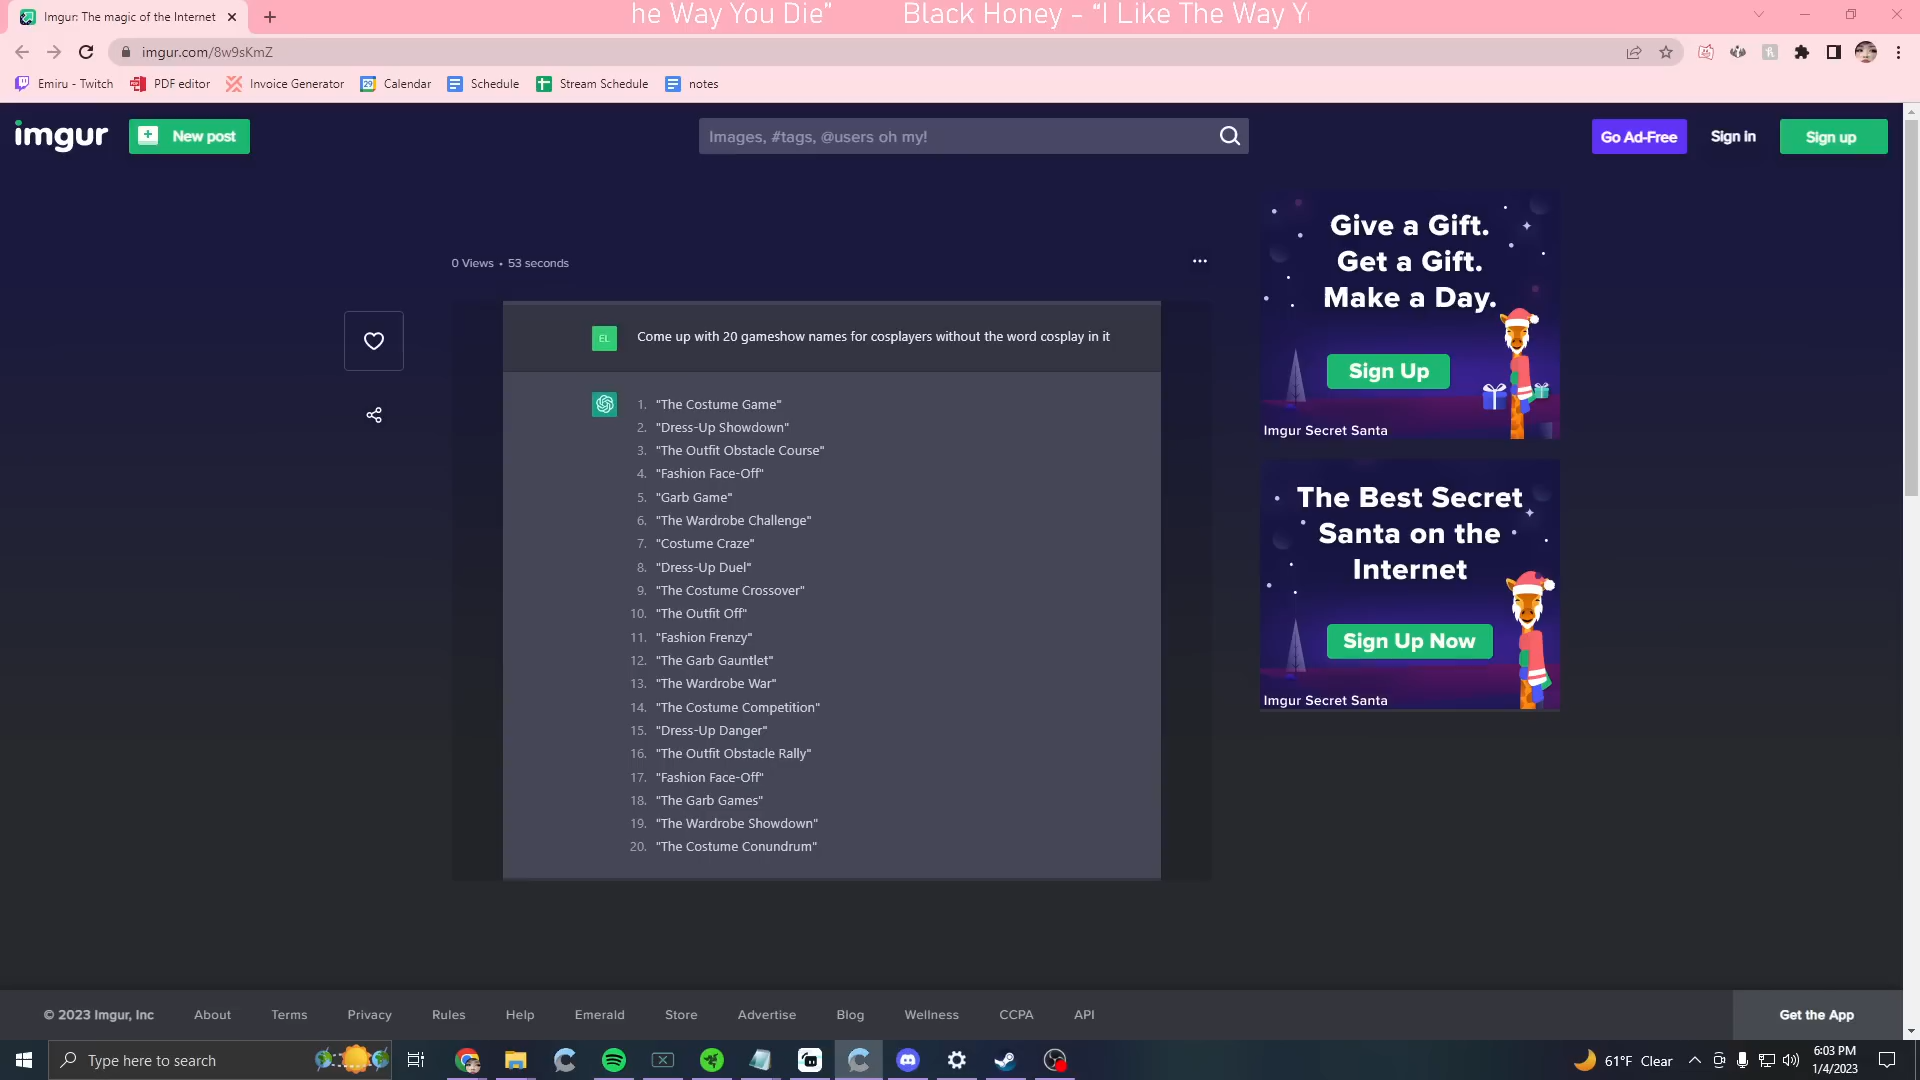 Imgur: The magic of the Internet
he Way You Die” Black Honey – “I Like The Way Y
imgur.com/8w9sKmZ
Emiru - Twitch
PDF editor
Invoice Generator
Calendar
Schedule
Stream Schedule
notes
imgur
New post
Images, #tags, @users oh my!
Go Ad-Free
Sign in
Sign up
0 Views • 53 seconds
EL
Come up with 20 gameshow names for cosplayers without the word cosplay in it
1. "The Costume Game"
2. "Dress-Up Showdown"
3. "The Outfit Obstacle Course"
4. "Fashion Face-Off"
5. "Garb Game"
6. "The Wardrobe Challenge"
7. "Costume Craze"
8. "Dress-Up Duel"
9. "The Costume Crossover"
10. "The Outfit Off"
11. "Fashion Frenzy"
12. "The Garb Gauntlet"
13. "The Wardrobe War"
14. "The Costume Competition"
15. "Dress-Up Danger"
16. "The Outfit Obstacle Rally"
17. "Fashion Face-Off"
18. "The Garb Games"
19. "The Wardrobe Showdown"
20. "The Costume Conundrum"
Give a Gift.
Get a Gift.
Make a Day.
Sign Up
Imgur Secret Santa
The Best Secret
Santa on the
Internet
Sign Up Now
Imgur Secret Santa
© 2023 Imgur, Inc
About
Terms
Privacy
Rules
Help
Emerald
Store
Advertise
Blog
Wellness
CCPA
API
Get the App
Type here to search
61°F Clear
6:03 PM
1/4/2023